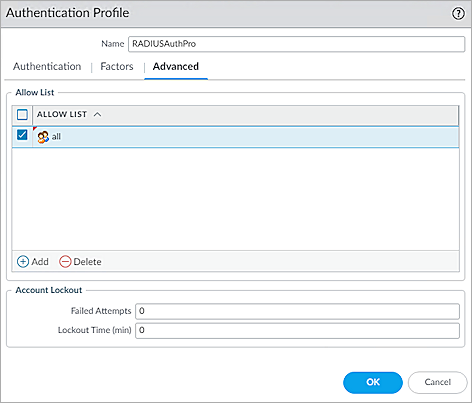 Authentication Profile
Name RADIUSAuthPro
Authentication Factors Advanced
Allow List
ALLOW LIST
all
Add Delete
Account Lockout
Failed Attempts 0
Lockout Time (min) 0
OK Cancel